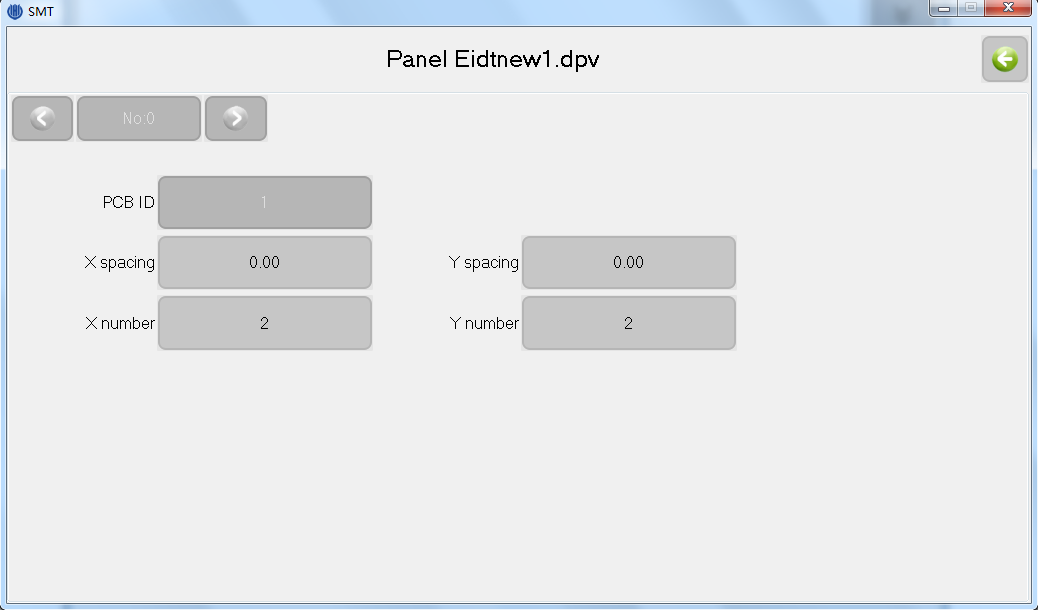 SMT
Panel Eidtnew1.dpv
No:0
PCB ID 1
X spacing 0.00 Y spacing 0.00
X number 2 Y number 2